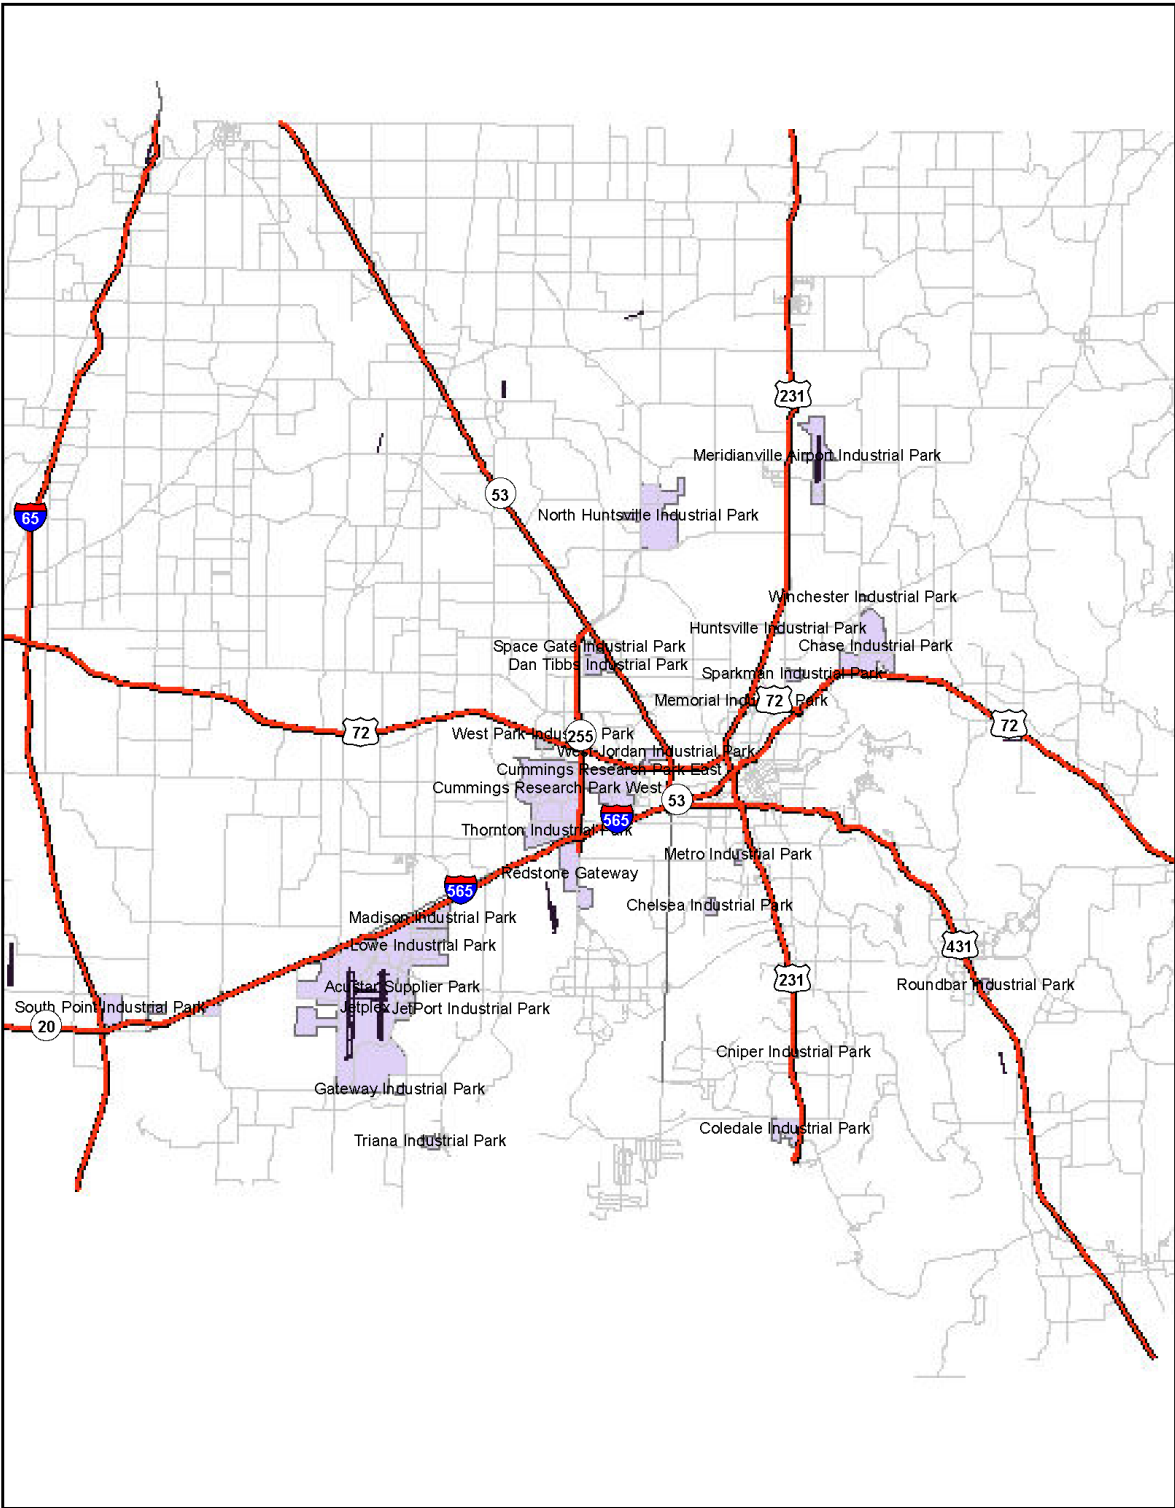 231
Meridianville Airport Industrial Park
53
65
North Huntsville Industrial Park
Winchester Industrial Park
Huntsville Industrial Park
Space Gate Industrial Park
Chase Industrial Park
Dan Tibbs Industrial Park
Sparkman Industrial Park
Memorial Indu
72
Park
72
72
West Park Indus
255
Park
West Jordan Industrial Park
Cummings Research Park East
Cummings Research Park West
53
565
Thornton Industrial Park
Metro Industrial Park
Redstone Gateway
565
Chelsea Industrial Park
Madison Industrial Park
Lowe Industrial Park
431
231
Acustar Supplier Park
Roundbar Industrial Park
South Point Industrial Park
Jetplex
JetPort Industrial Park
20
Cniper Industrial Park
Gateway Industrial Park
Coledale Industrial Park
Triana Industrial Park